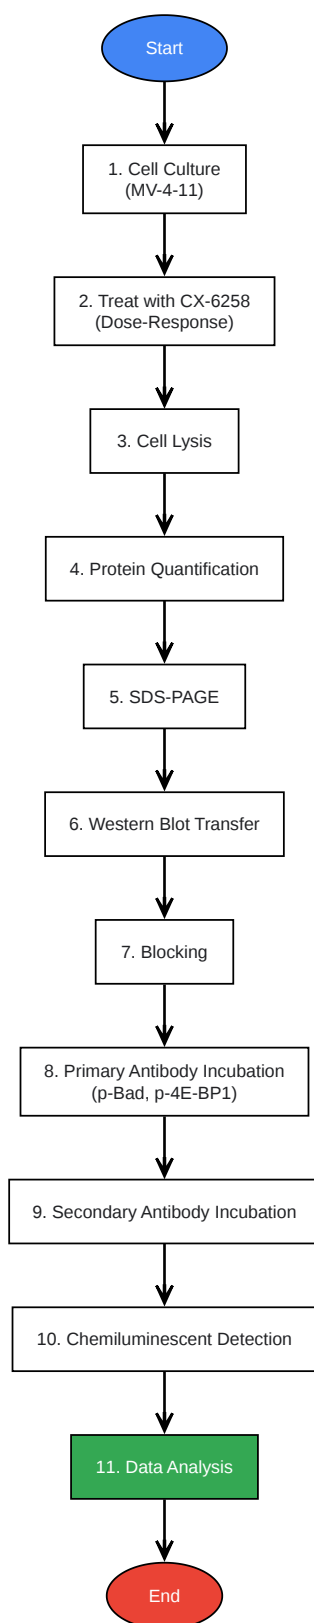 Start
1. Cell Culture
(MV-4-11)
2. Treat with CX-6258
(Dose-Response)
3. Cell Lysis
4. Protein Quantification
5. SDS-PAGE
6. Western Blot Transfer
7. Blocking
8. Primary Antibody Incubation
(p-Bad, p-4E-BP1)
9. Secondary Antibody Incubation
10. Chemiluminescent Detection
11. Data Analysis
End